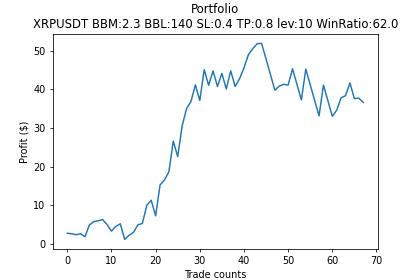 Portfolio
XRPUSDT BBM:2.3 BBL:140 SL:0.4 TP:0.8 lev:10 WinRatio:62.0
Profit ($)
50
40
30
20
10
0
0 10 20 30 40 50 60 70
Trade counts